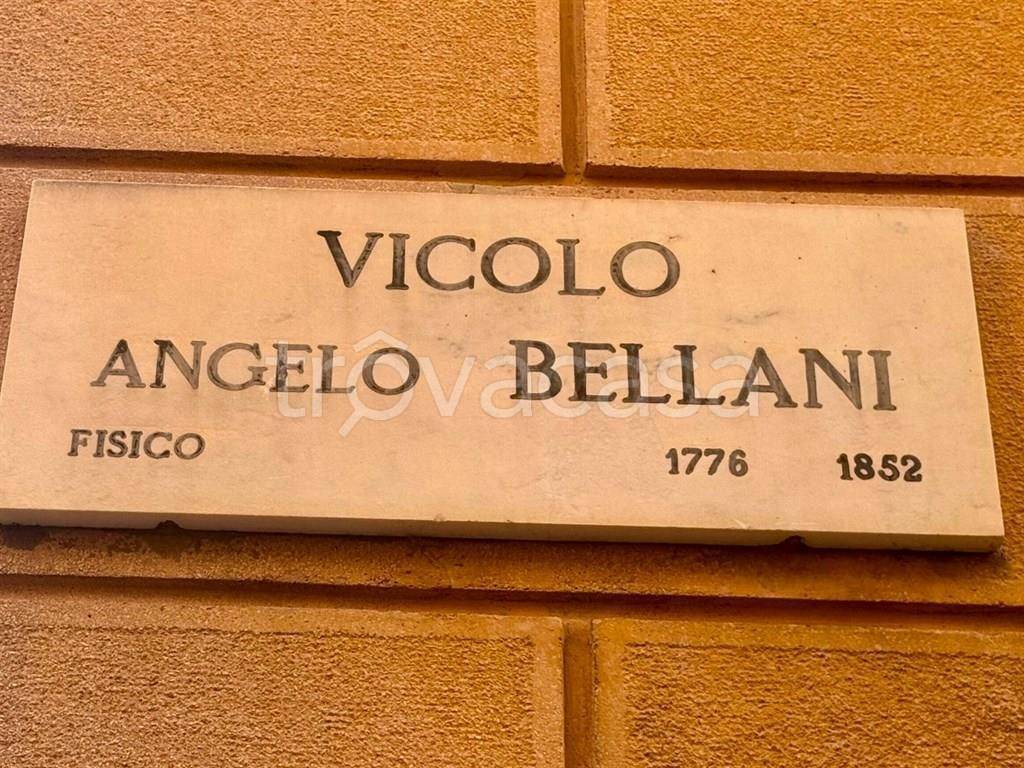 VICOLO
ANGELO BELLANI
trovacasa
FISICO 1776 1852